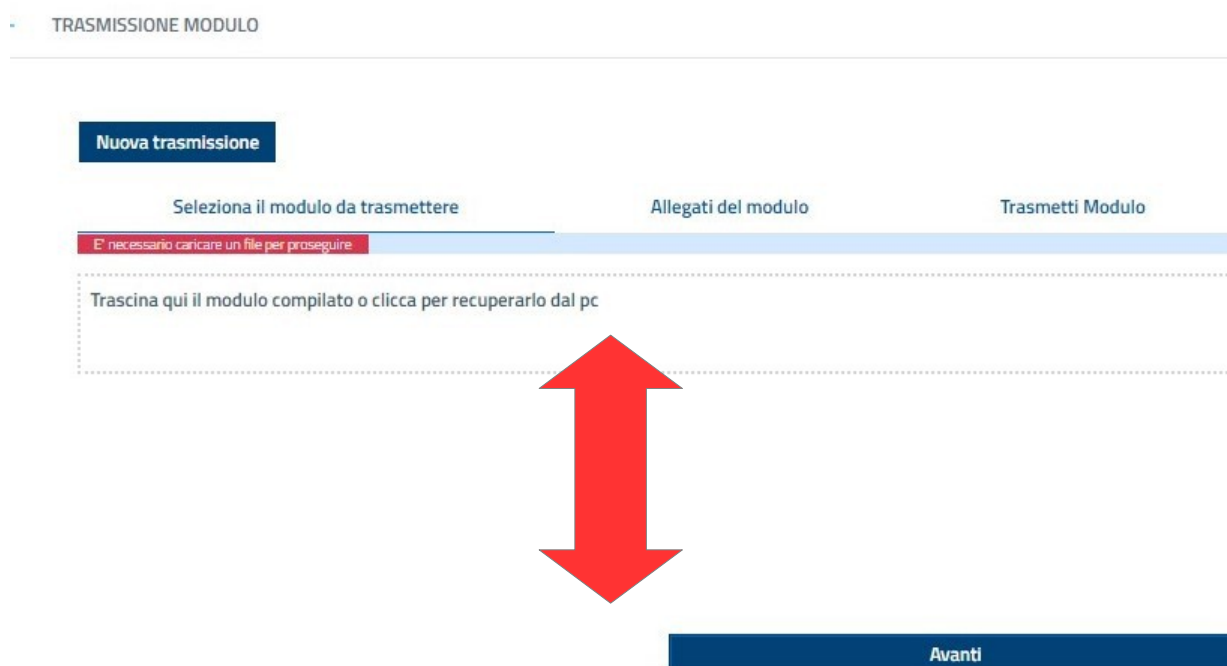 TRASMISSIONE MODULO
Nuova trasmissione
Seleziona il modulo da trasmettere
Allegati del modulo
Trasmetti Modulo
E' necessario caricare un file per proseguire
Trascina qui il modulo compilato o clicca per recuperarlo dal pc
Avanti